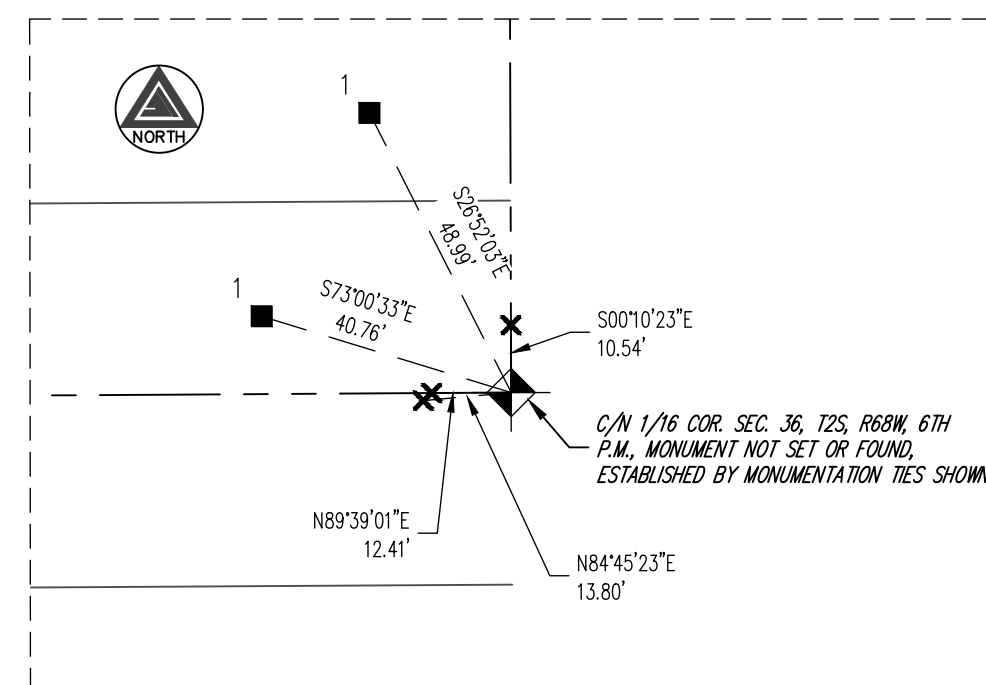 1
NORTH
S26°52'03"E
48.99'
1
S73°00'33"E
40.76'
S00°10'23"E
10.54'
C/N 1/16 COR. SEC. 36, T2S, R68W, 6TH
P.M., MONUMENT NOT SET OR FOUND,
ESTABLISHED BY MONUMENTATION TIES SHOWN
N89°39'01"E
12.41'
N84°45'23"E
13.80'